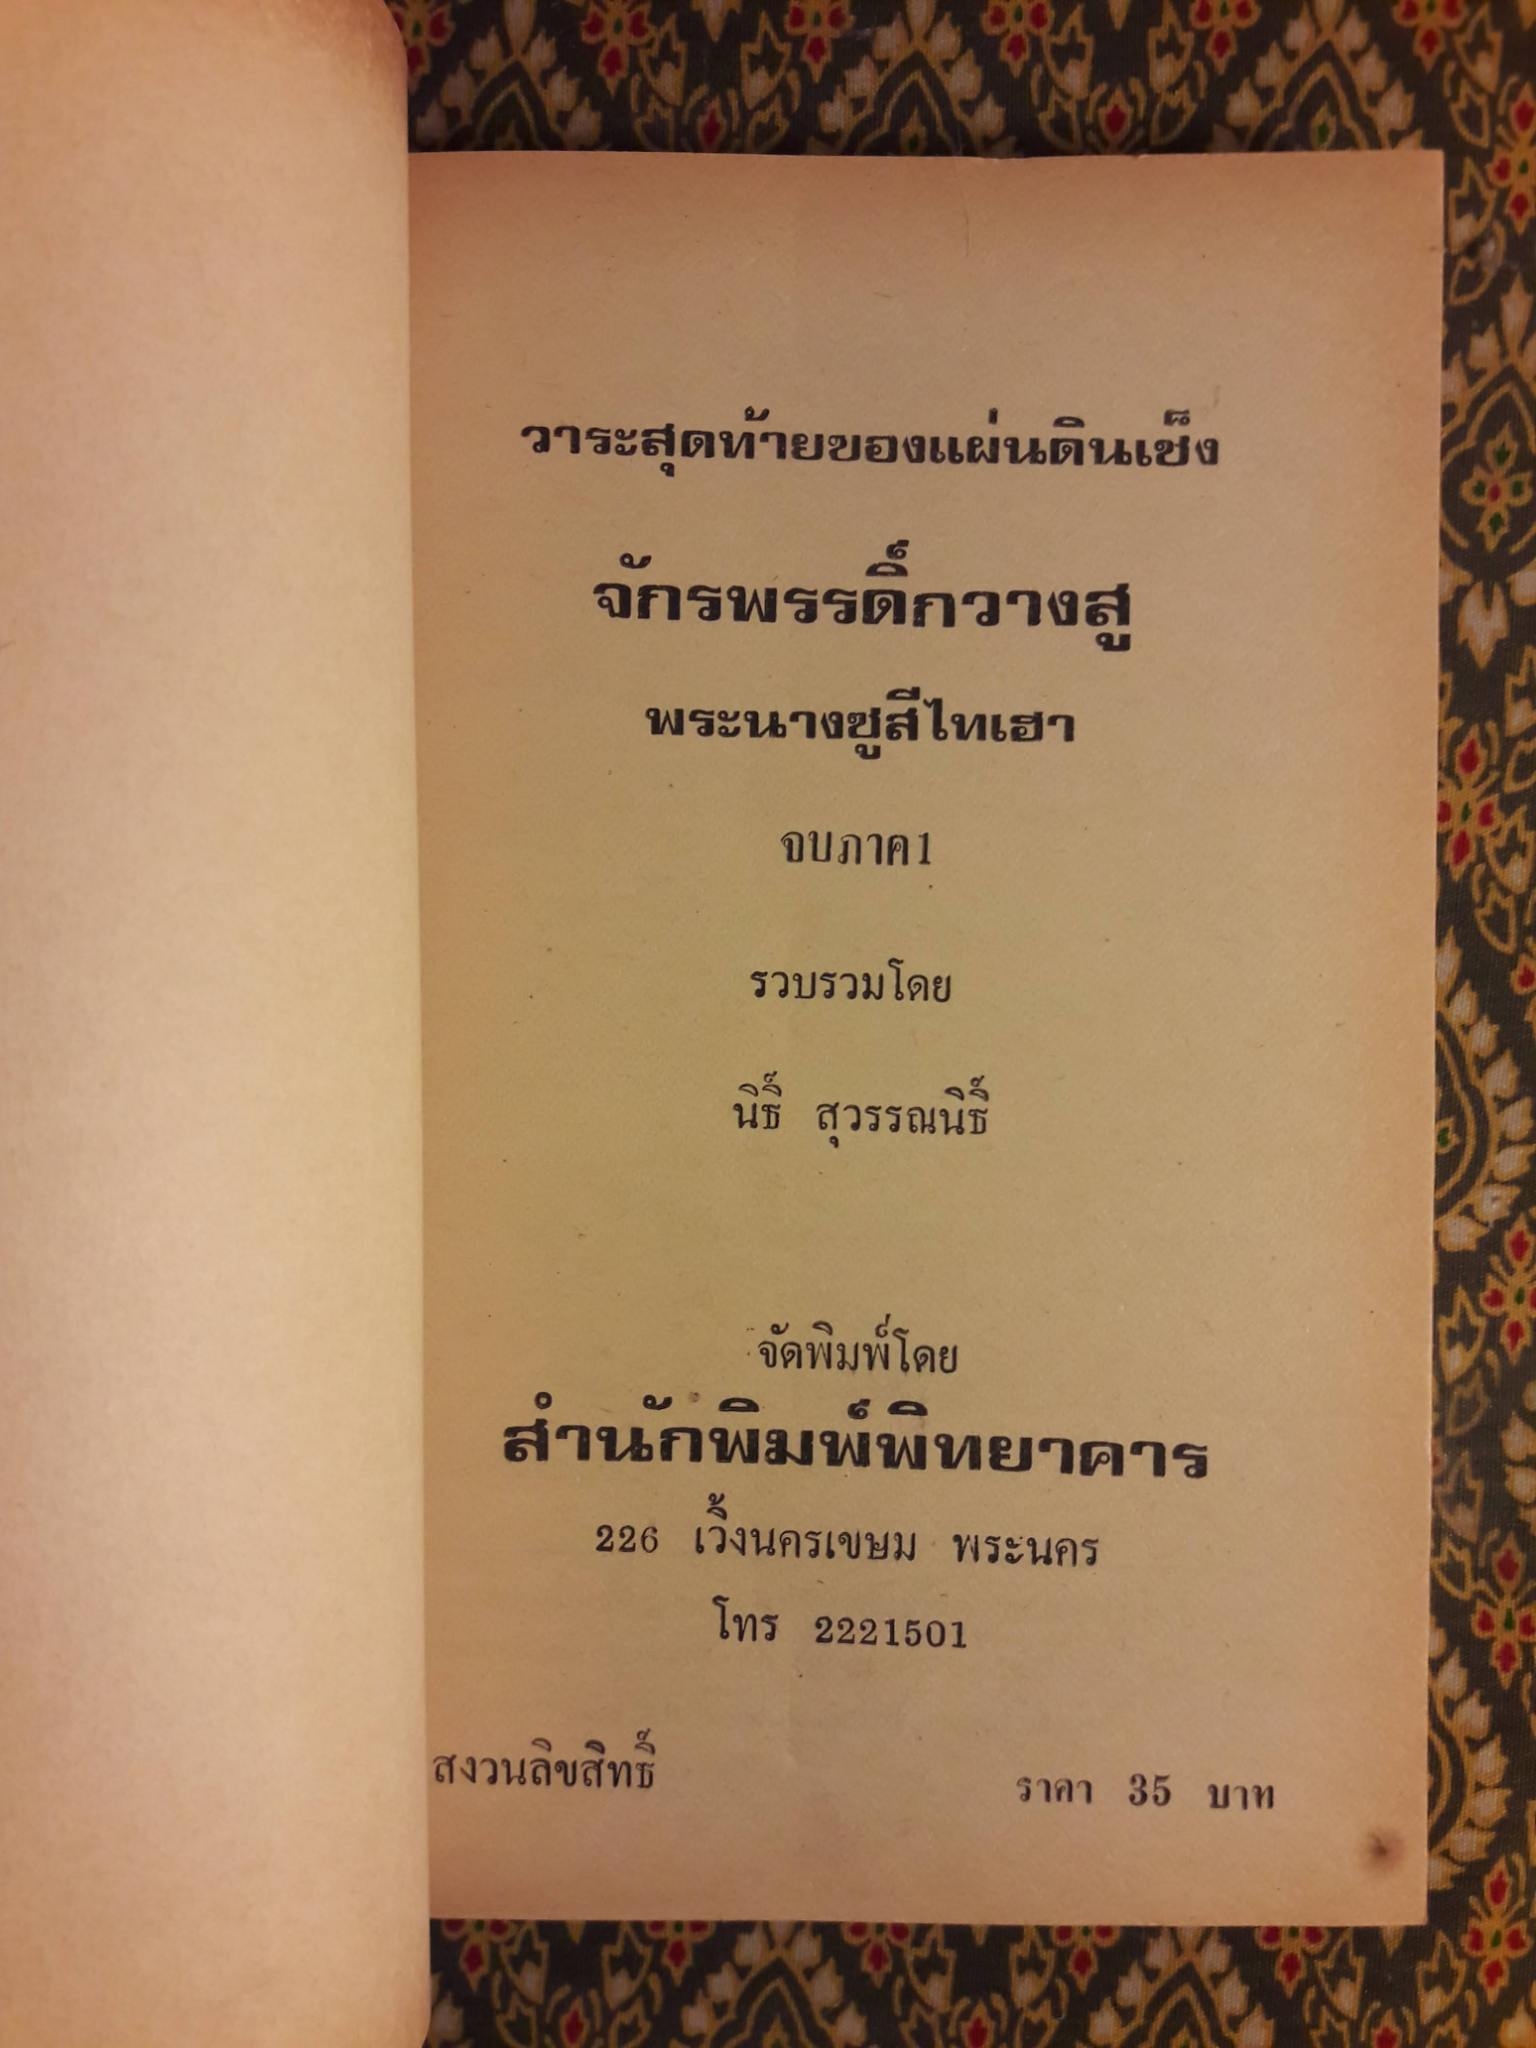 วาระสุดท้ายของแผ่นดินเช็ง
จักรพรรดิ์กวางสู
พระนางซูสีไทเฮา
จบภาค1
รวบรวมโดย
นิธิ์ สุวรรณนิธิ์
จัดพิมพ์โดย
สำนักพิมพ์พิทยาคาร
226 เวิ้งนครเขษม พระนคร
โทร 2221501
สงวนลิขสิทธิ์ ราคา 35 บาท